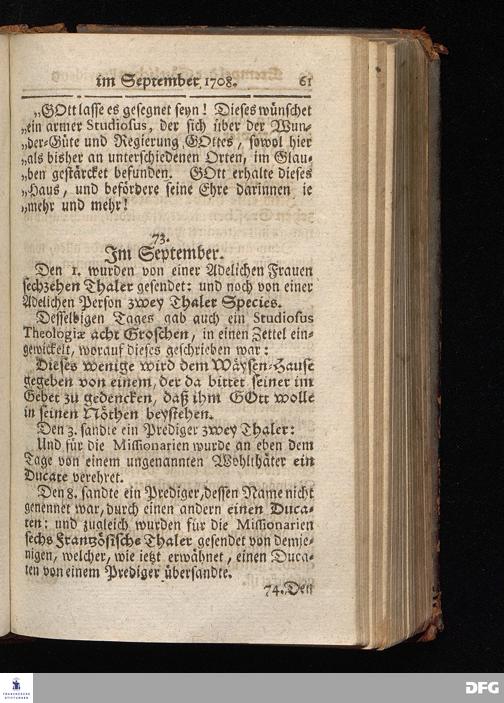 im September 1708. 61
„GOtt lasse es gesegnet seyn! Dieses wünschet
„ein armer Studiosus, der sich über der Wun-
„der-Güte und Regierung GOttes, sowol hier
„als bisher an unterschiedenen Orten, im Glau-
„ben gestärcket befunden. GOtt erhalte dieses
„Haus, und befördere seine Ehre darinnen ie
„mehr und mehr!
73.
Im September.
Den 1. wurden von einer Adelichen Frauen
sechzehen Thaler gesendet: und noch von einer
Adelichen Person zwey Thaler Species.
Desselbigen Tages gab auch ein Studiosus
Theologiæ acht Groschen, in einen Zettel ein-
gewickelt, worauf dieses geschrieben war:
Dieses wenige wird dem Wäysen-Hause
gegeben von einem, der da bittet seiner im
Gebet zu gedencken, daß ihm GOtt wolle
in seinen Nöthen beystehen.
Den 3. sandte ein Prediger zwey Thaler:
Und für die Missionarien wurde an eben dem
Tage von einem ungenannten Wohlthäter ein
Ducate verehret.
Den 8. sandte ein Prediger, dessen Name nicht
genennet war, durch einen andern einen Duca-
ten: und zugleich wurden für die Missionarien
sechs Frantzösisch-Thaler gesendet von demje-
nigen, welcher, wie ietzt erwähnet, einen Duca-
ten von einem Prediger übersandte.
74. Den
FRANCKESCHE
STIFTUNGEN
DFG